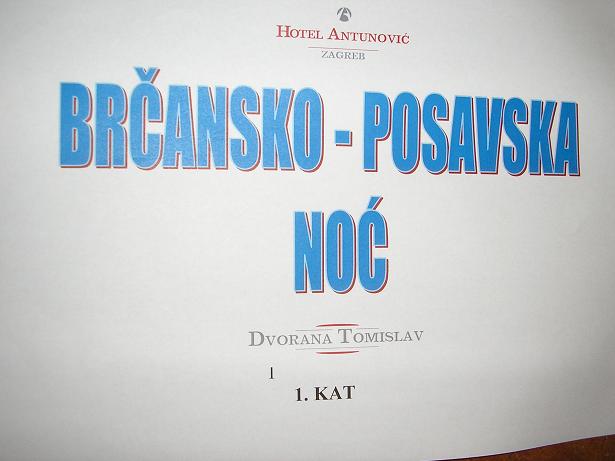 HOTEL ANTUNOVIĆ
ZAGREB
BRČANSKO - POSAVSKA
NOĆ
DVORANA TOMISLAV
1
1. KAT